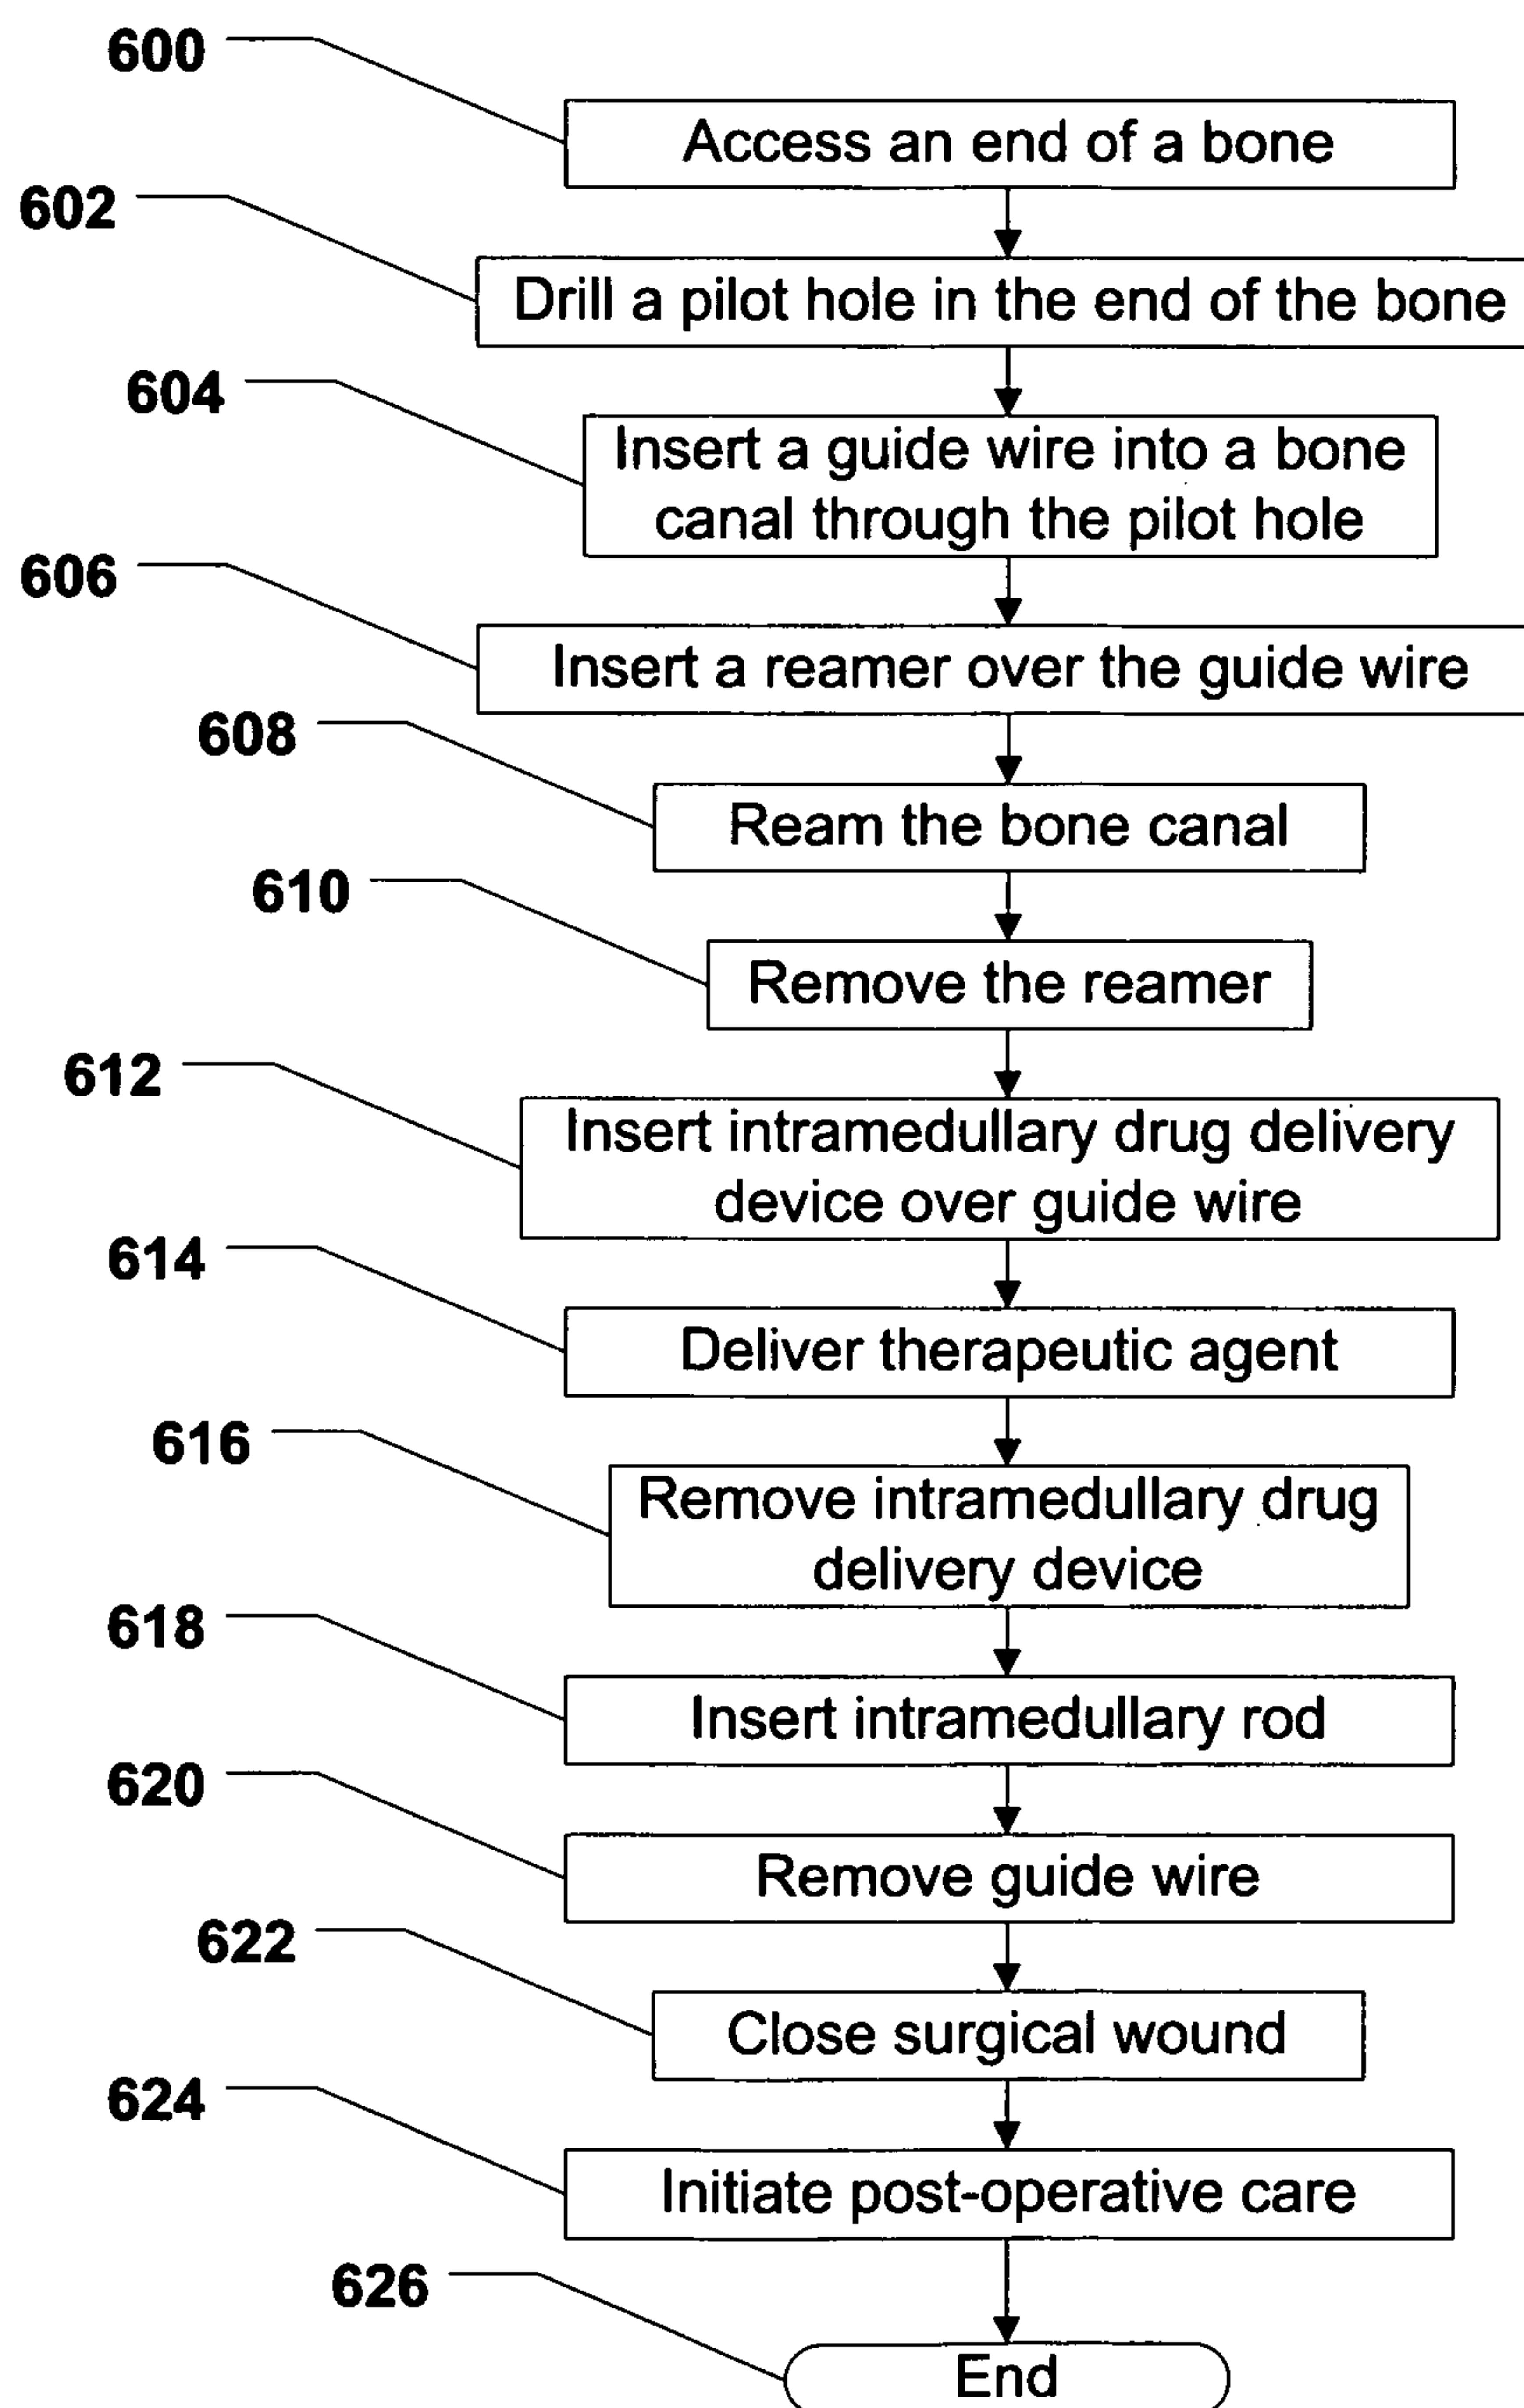 600
Access an end of a bone
602
Drill a pilot hole in the end of the bone
604
Insert a guide wire into a bone
canal through the pilot hole
606
Insert a reamer over the guide wire
608
Ream the bone canal
610
Remove the reamer
612
Insert intramedullary drug delivery
device over guide wire
614
Deliver therapeutic agent
616
Remove intramedullary drug
delivery device
618
Insert intramedullary rod
620
Remove guide wire
622
Close surgical wound
624
Initiate post-operative care
626
End